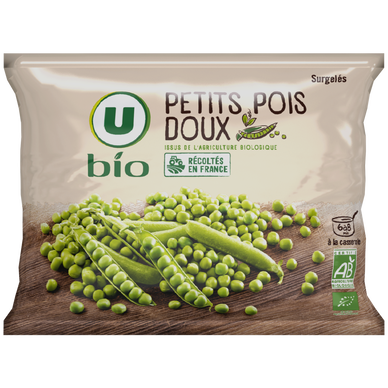 Surgelés
U
bio
PETITS POIS
DOUX
ISSUS DE L'AGRICULTURE BIOLOGIQUE
RÉCOLTÉS
EN FRANCE
à la casserole
AB